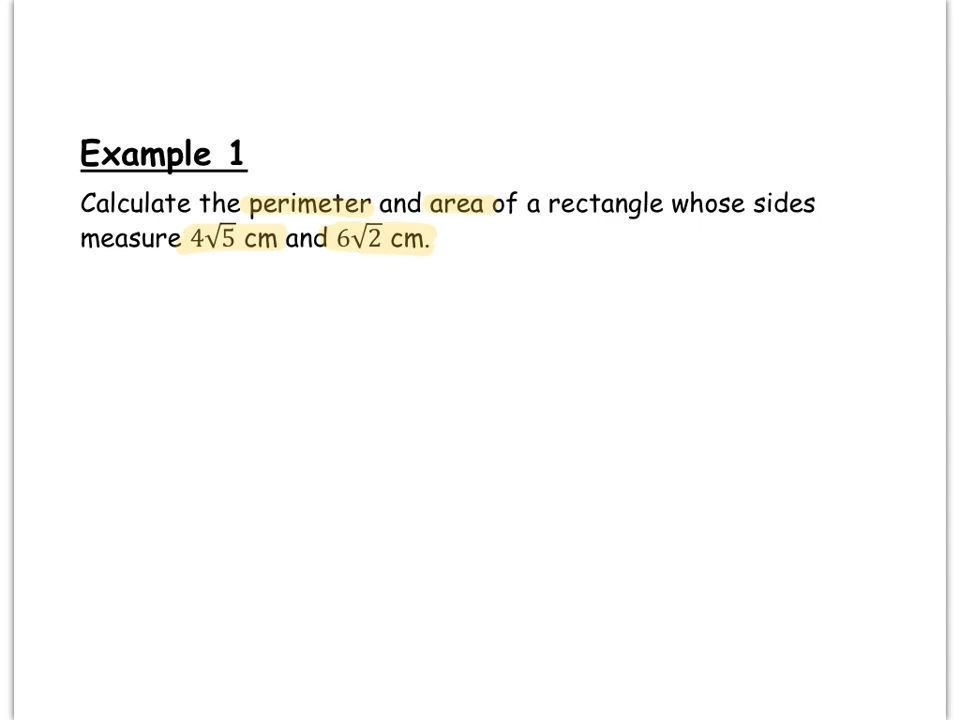 Example 1
Calculate the perimeter and area of a rectangle whose sides
measure 4√5 cm and 6√2 cm.